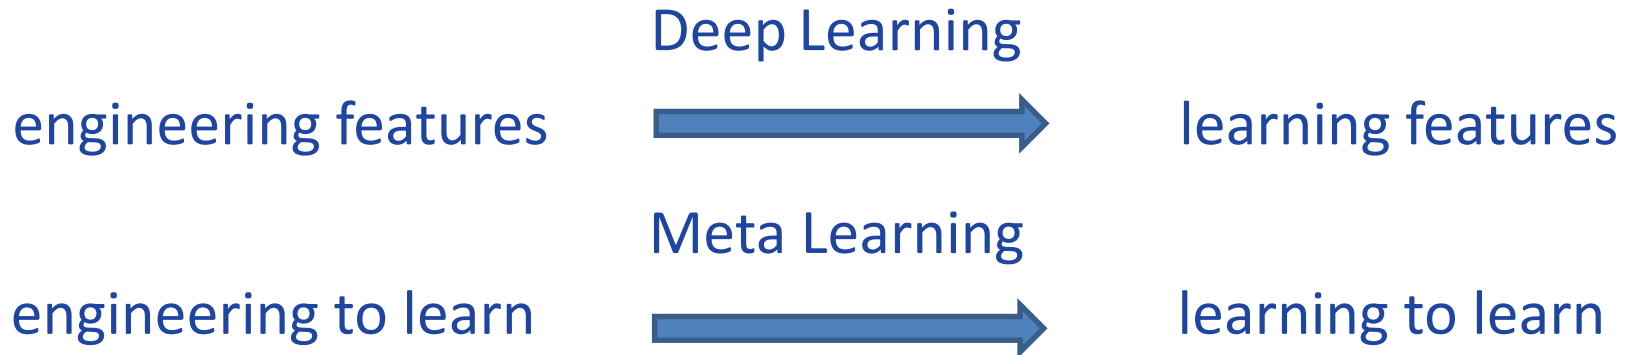 Deep Learning
engineering features learning features
Meta Learning
engineering to learn learning to learn